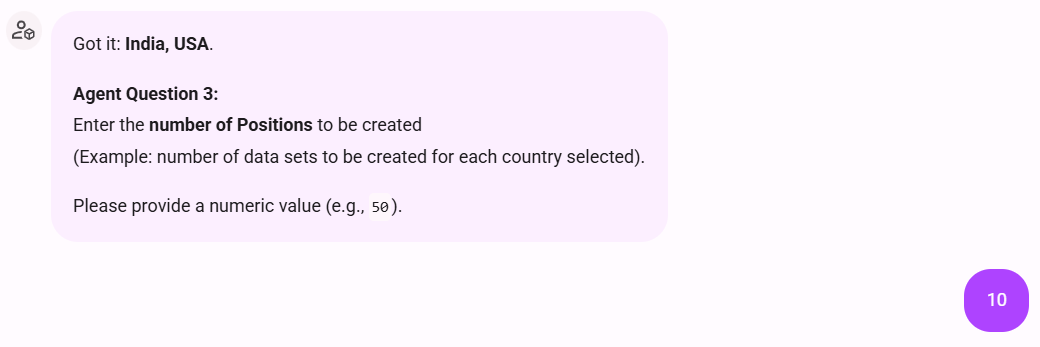 Got it: India, USA.
Agent Question 3:
Enter the number of Positions to be created
(Example: number of data sets to be created for each country selected).
Please provide a numeric value (e.g., 50).
10